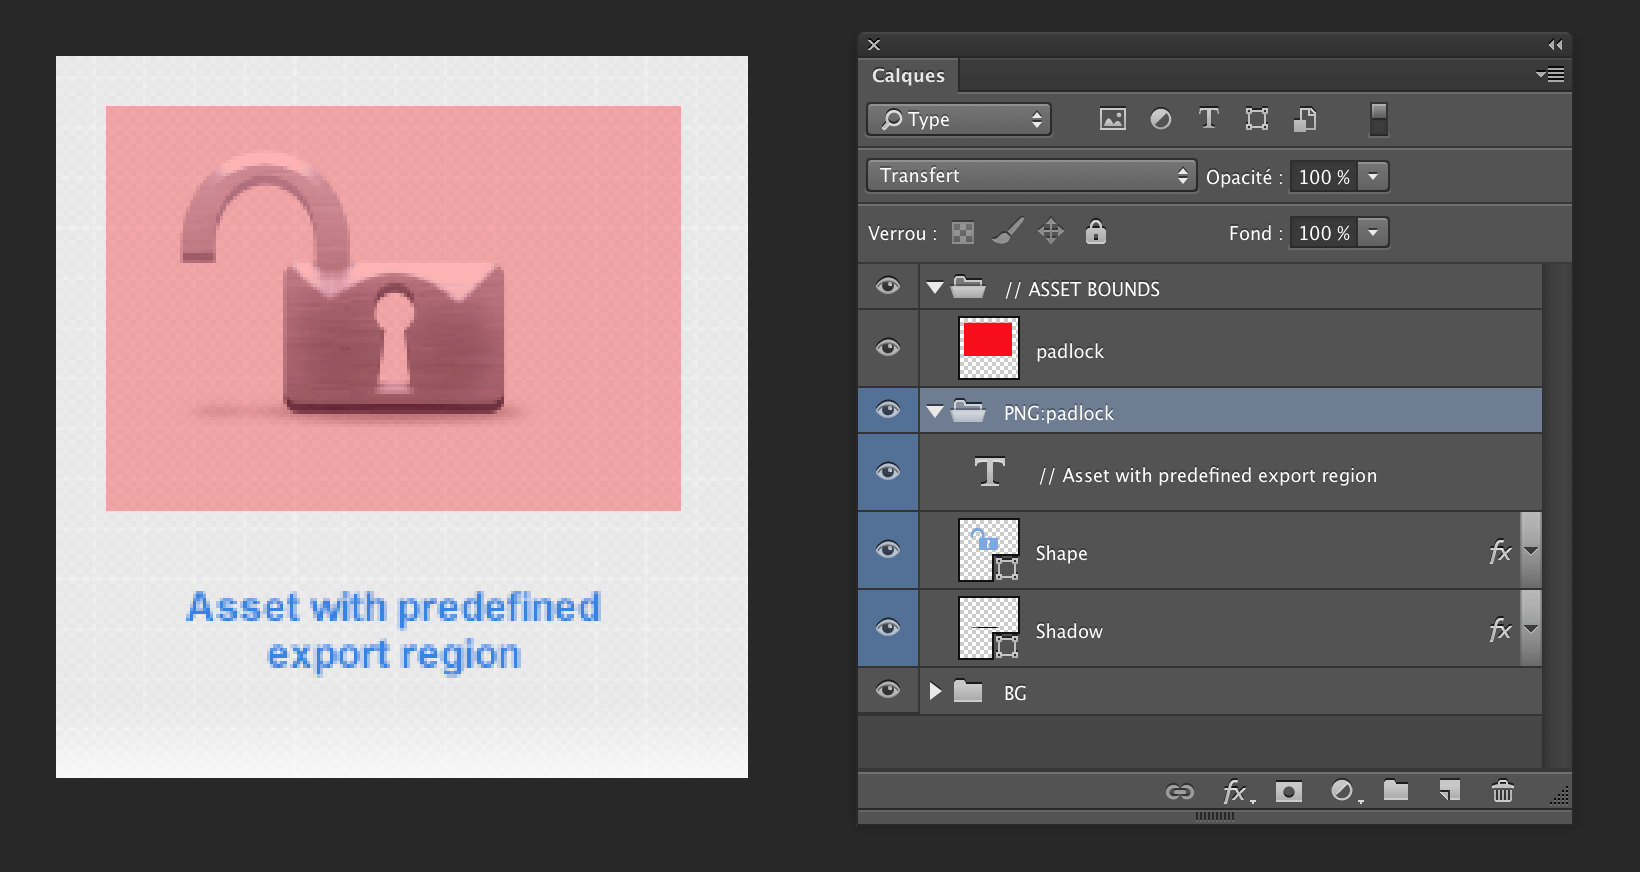 Asset with predefined
export region
Calques
Type
T
Transfert
Opacité : 100 %
Verrou :
Fond : 100 %
// ASSET BOUNDS
padlock
PNG:padlock
T // Asset with predefined export region
Shape fx
Shadow fx
BG
fx